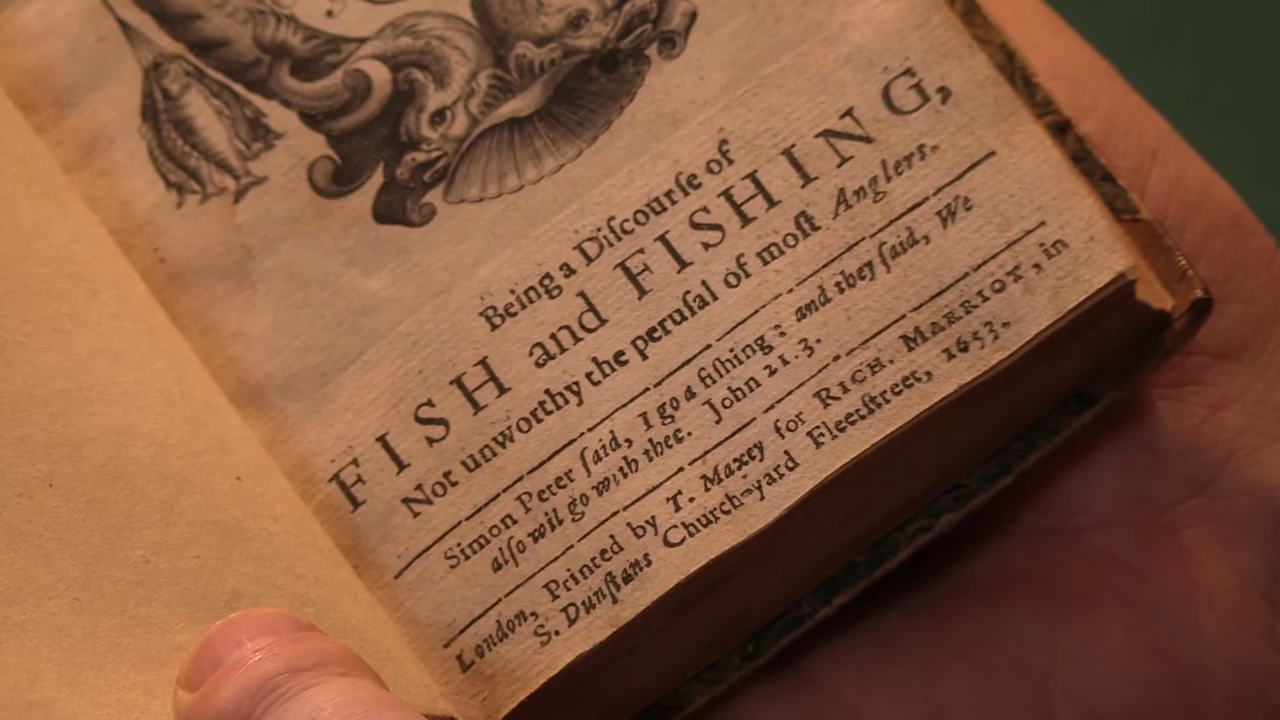 Being a Diſcourſe of
FISH and FISHING,
Not unworthy the peruſal of moſt Anglers.
Simon Peter ſaid, I go a fiſhing: and they ſaid, We
alſo wil go with thee. John 21.3.
London, Printed by T. Maxey for RICH. MARRIOT, in
S. Dunſtans Church-yard Fleetſtreet, 1653.